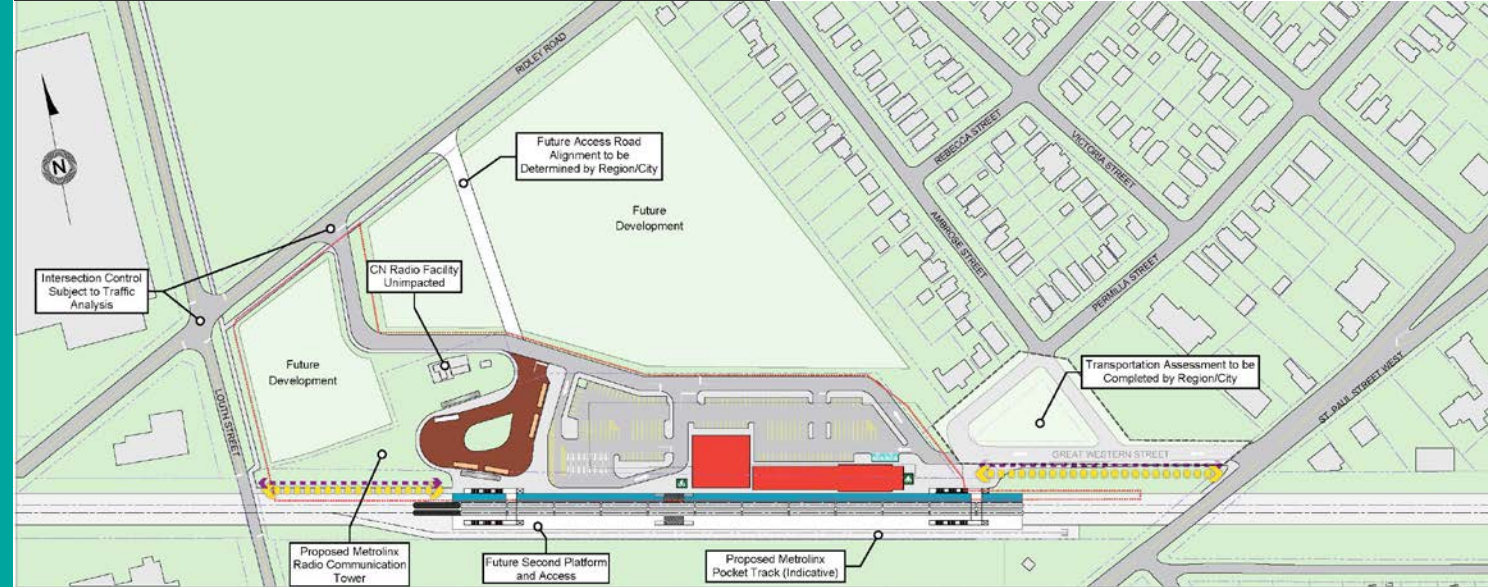 RIDLEY ROAD
N
Future Access Road
Alignment to be
Determined by Region/City
REBECCA STREET
VICTORIA STREET
Future
Development
AMBROSE STREET
CN Radio Facility
Unimpacted
Intersection Control
Subject to Traffic
Analysis
PERMILLA STREET
Future
Development
Transportation Assessment to be
Completed by Region/City
LOUTH STREET
ST. PAUL STREET WEST
GREAT WESTERN STREET
Proposed Metrolinx
Radio Communication
Tower
Future Second Platform
and Access
Proposed Metrolinx
Pocket Track (Indicative)